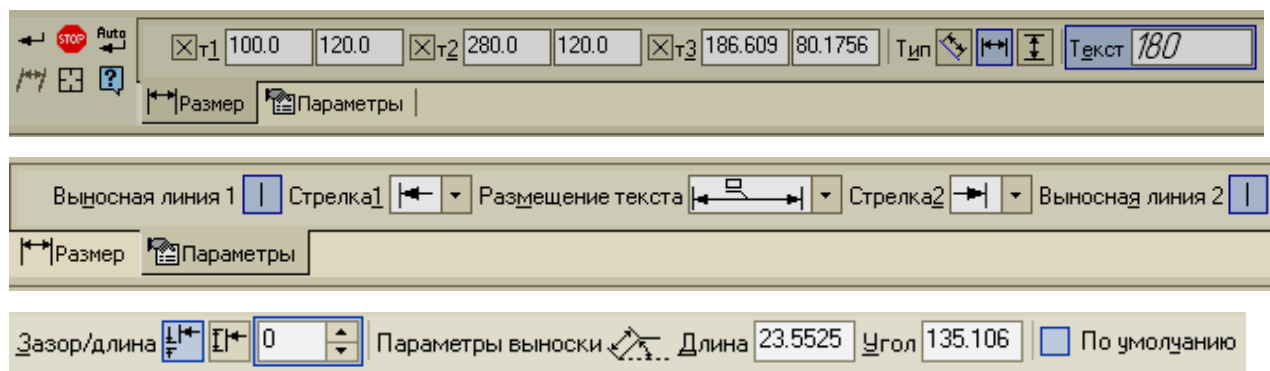 STOP Auto т1 100.0 120.0 т2 280.0 120.0 т3 186.609 80.1756 Тип Текст 180
Размер Параметры
Выносная линия 1 Стрелка1 Размещение текста Стрелка2 Выносная линия 2
Размер Параметры
Зазор/длина 0 Параметры выноски Длина 23.5525 Угол 135.106 По умолчанию